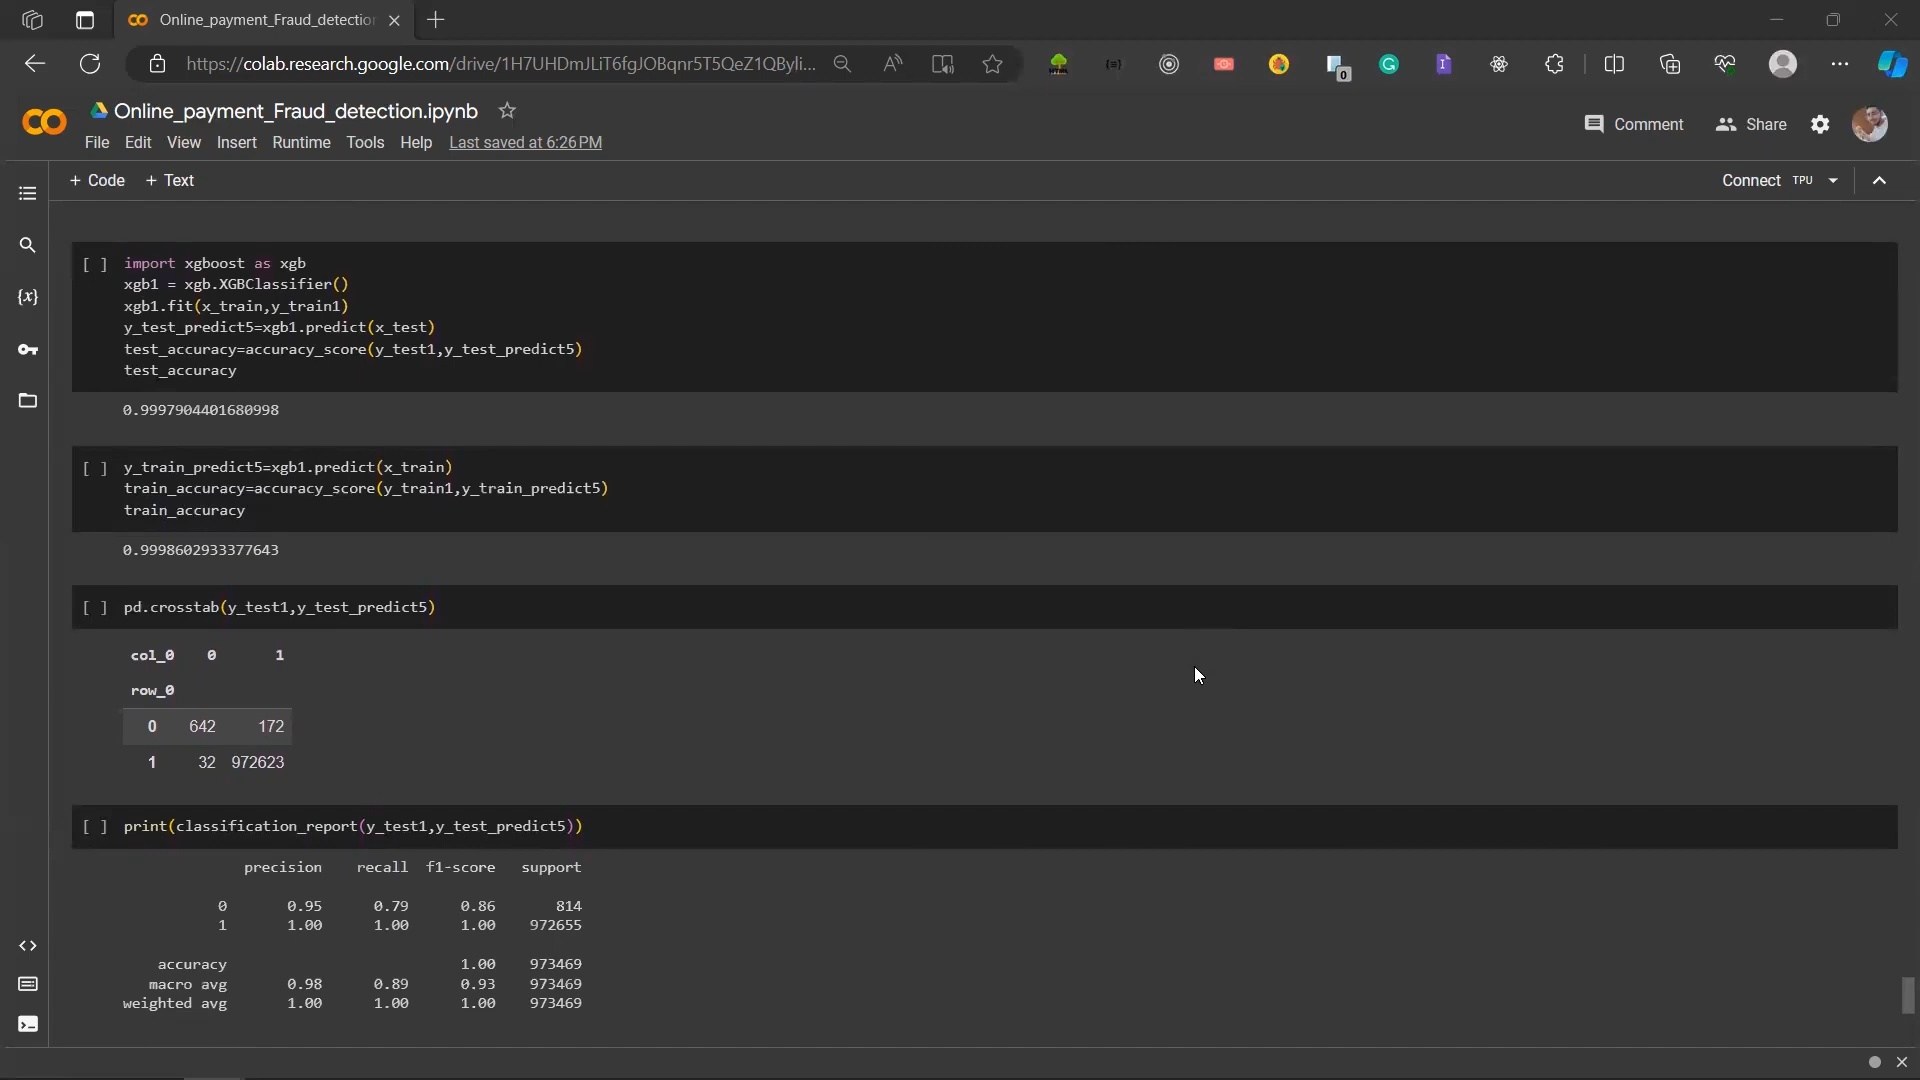 Online_payment_Fraud_detectio
https://colab.research.google.com/drive/1H7UHDmJLiT6fgJOBqnr5T5QeZ1QByli...
0
Online_payment_Fraud_detection.ipynb
File Edit View Insert Runtime Tools Help Last saved at 6:26 PM
Comment Share
+ Code + Text
Connect TPU
[ ] import xgboost as xgb
xgb1 = xgb.XGBClassifier()
xgb1.fit(x_train,y_train1)
y_test_predict5=xgb1.predict(x_test)
test_accuracy=accuracy_score(y_test1,y_test_predict5)
test_accuracy
0.9997904401680998
[ ] y_train_predict5=xgb1.predict(x_train)
train_accuracy=accuracy_score(y_train1,y_train_predict5)
train_accuracy
0.9998602933377643
[ ] pd.crosstab(y_test1,y_test_predict5)
col_0 0 1
row_0
0 642 172
1 32 972623
[ ] print(classification_report(y_test1,y_test_predict5))
precision recall f1-score support
0 0.95 0.79 0.86 814
1 1.00 1.00 1.00 972655
accuracy 1.00 973469
macro avg 0.98 0.89 0.93 973469
weighted avg 1.00 1.00 1.00 973469